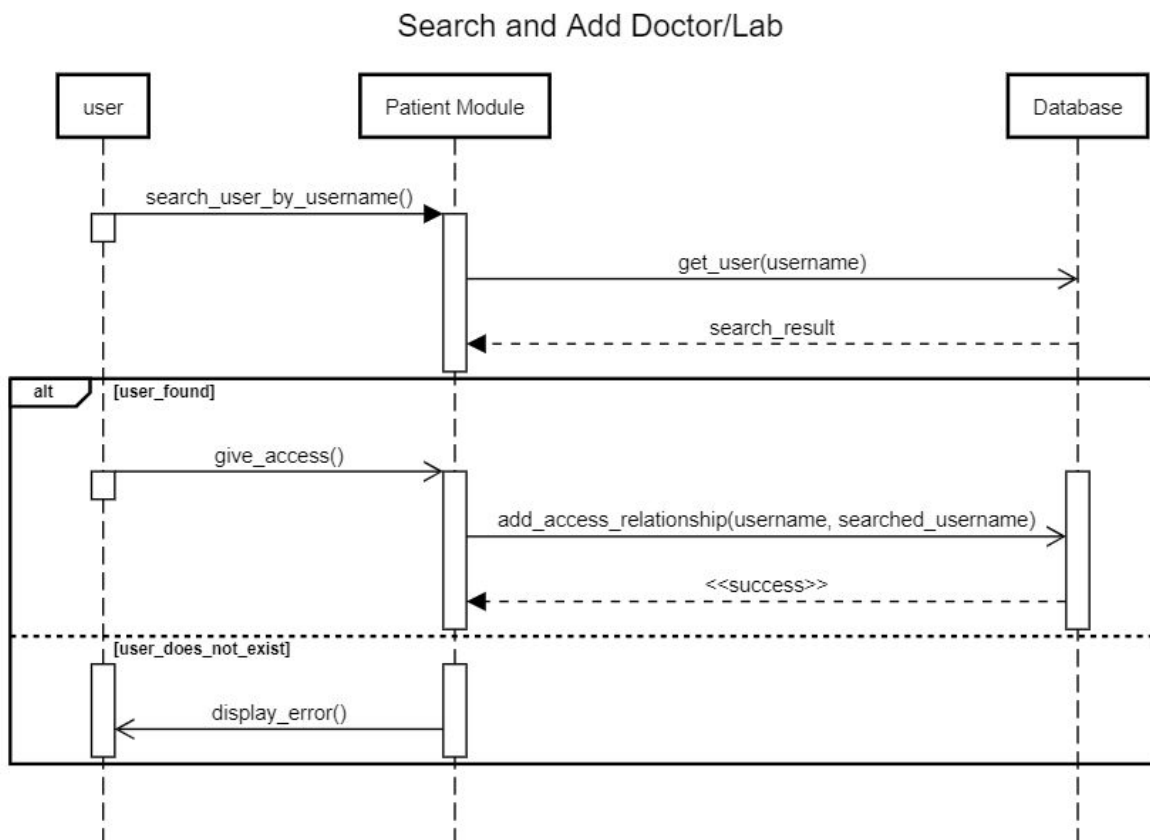 Search and Add Doctor/Lab
user
Patient Module
Database
search_user_by_username()
get_user(username)
search_result
alt
[user_found]
give_access()
add_access_relationship(username, searched_username)
<<success>>
[user_does_not_exist]
display_error()